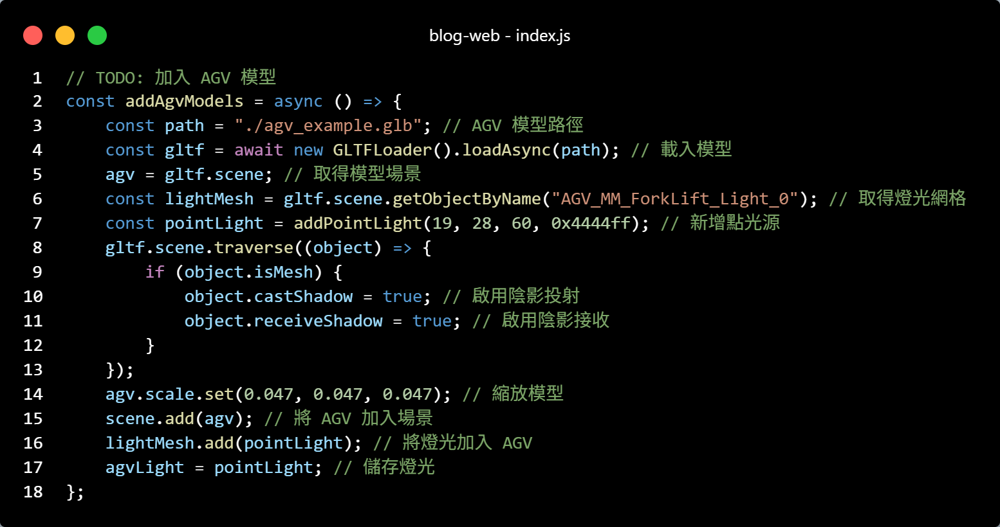 blog-web - index.js
1 // TODO: 加入 AGV 模型
2 const addAgvModels = async () => {
3     const path = "./agv_example.glb"; // AGV 模型路徑
4     const gltf = await new GLTFLoader().loadAsync(path); // 載入模型
5     agv = gltf.scene; // 取得模型場景
6     const lightMesh = gltf.scene.getObjectByName("AGV_MM_ForkLift_Light_0"); // 取得燈光網格
7     const pointLight = addPointLight(19, 28, 60, 0x4444ff); // 新增點光源
8     gltf.scene.traverse((object) => {
9         if (object.isMesh) {
10             object.castShadow = true; // 啟用陰影投射
11             object.receiveShadow = true; // 啟用陰影接收
12         }
13     });
14     agv.scale.set(0.047, 0.047, 0.047); // 縮放模型
15     scene.add(agv); // 將 AGV 加入場景
16     lightMesh.add(pointLight); // 將燈光加入 AGV
17     agvLight = pointLight; // 儲存燈光
18 };